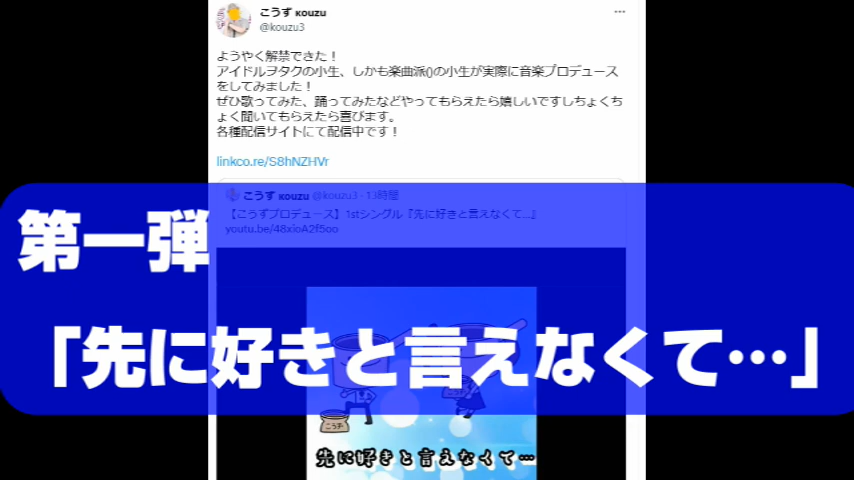 こうず kouzu
@kouzu3
ようやく解禁できた！
アイドルヲタクの小生、しかも楽曲派()の小生が実際に音楽プロデュース
をしてみました！
ぜひ歌ってみた、踊ってみたなどやってもらえたら嬉しいですしちょくち
ょく聞いてもらえたら喜びます。
各種配信サイトにて配信中です！
linkco.re/S8hNZHVr
こうず kouzu @kouzu3・13時間
【こうずプロデュース】1stシングル『先に好きと言えなくて...』
youtu.be/48xioA2f5oo
第一弾
「先に好きと言えなくて…」
こうず
先に好きと言えなくて…